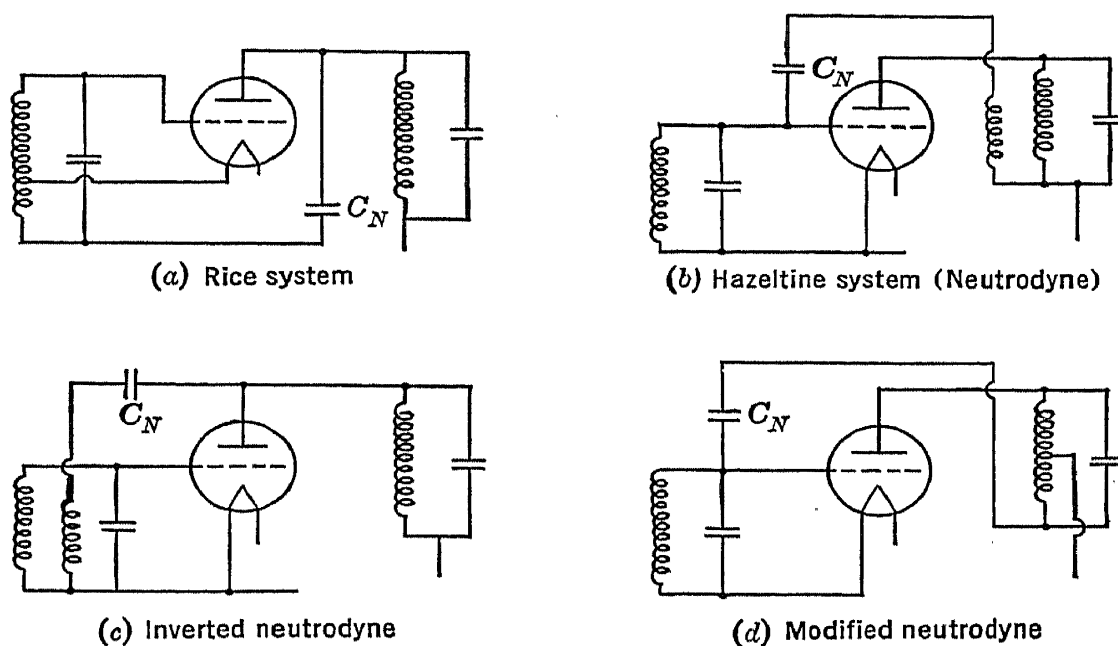 C_N
C_N
(a) Rice system
(b) Hazeltine system (Neutrodyne)
C_N
C_N
(c) Inverted neutrodyne
(d) Modified neutrodyne